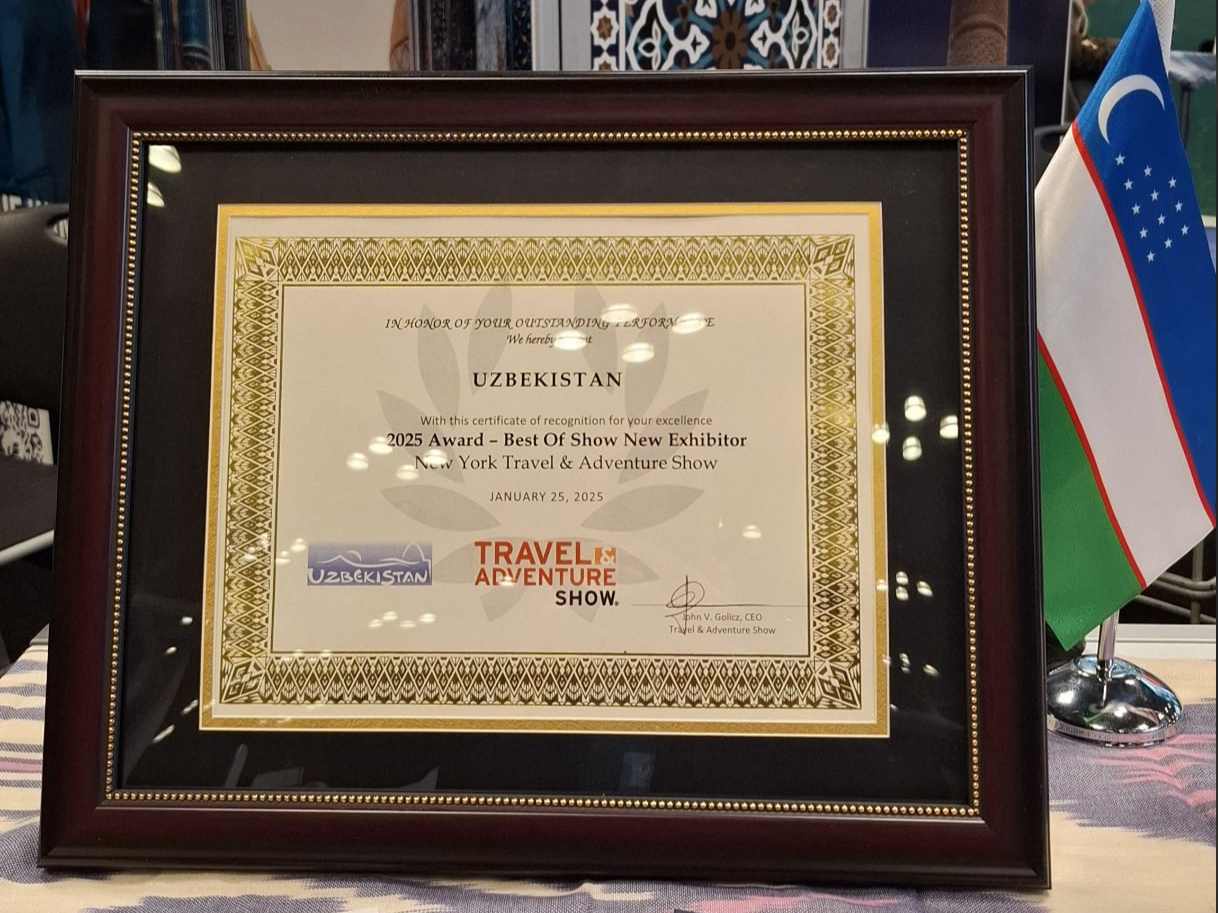 IN HONOR OF YOUR OUTSTANDING PERFORMANCE
We hereby
UZBEKISTAN
With this certificate of recognition for your excellence
2025 Award – Best Of Show New Exhibitor
New York Travel & Adventure Show
JANUARY 25, 2025
UZBEKISTAN
TRAVEL &
ADVENTURE
SHOW.
John V. Golicz, CEO
Travel & Adventure Show